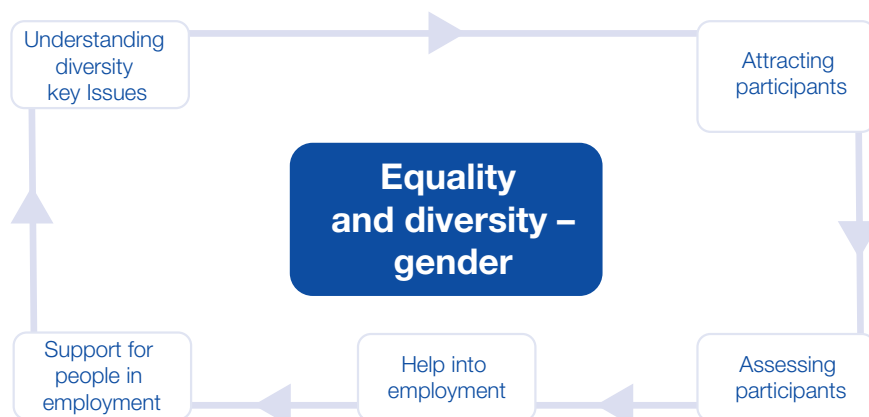 Understanding
diversity
key Issues
Attracting
participants
Equality
and diversity –
gender
Support for
people in
employment
Help into
employment
Assessing
participants